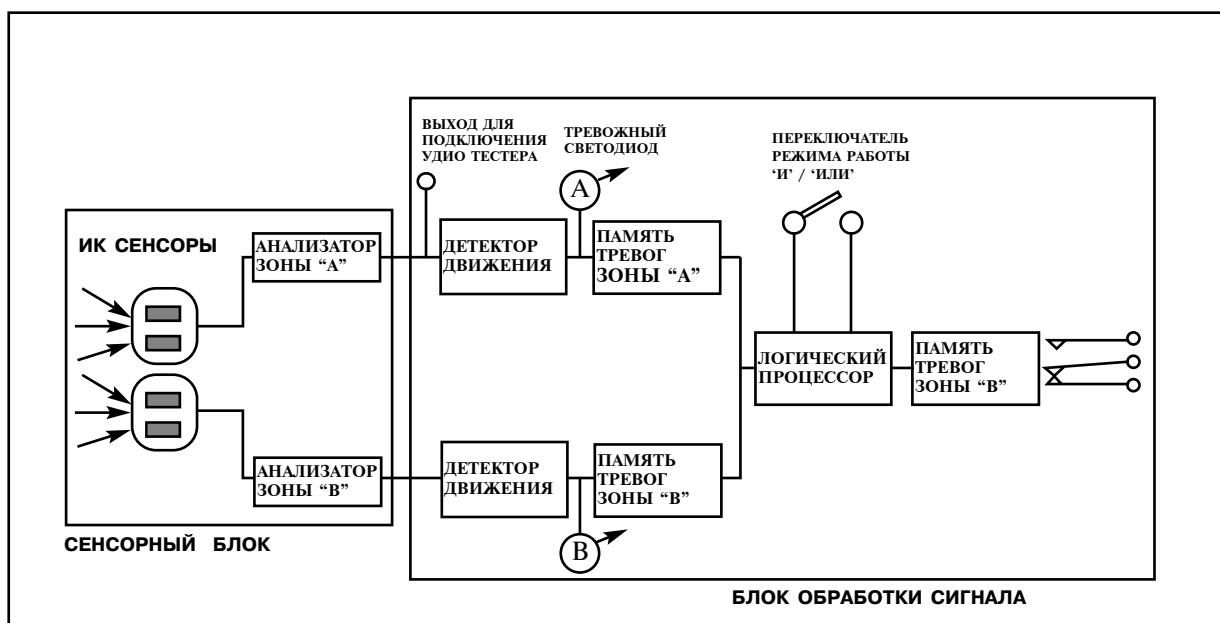 ВЫХОД ДЛЯ
ПОДКЛЮЧЕНИЯ
УДИО ТЕСТЕРА
ТРЕВОЖНЫЙ
СВЕТОДИОД
ПЕРЕКЛЮЧАТЕЛЬ
РЕЖИМА РАБОТЫ
‘И’ / ‘ИЛИ’
A
ИК СЕНСОРЫ
АНАЛИЗАТОР
ЗОНЫ “А”
ДЕТЕКТОР
ДВИЖЕНИЯ
ПАМЯТЬ
ТРЕВОГ
ЗОНЫ “А”
ЛОГИЧЕСКИЙ
ПРОЦЕССОР
ПАМЯТЬ
ТРЕВОГ
ЗОНЫ “В”
АНАЛИЗАТОР
ЗОНЫ “В”
ДЕТЕКТОР
ДВИЖЕНИЯ
ПАМЯТЬ
ТРЕВОГ
ЗОНЫ “В”
B
СЕНСОРНЫЙ БЛОК
БЛОК ОБРАБОТКИ СИГНАЛА